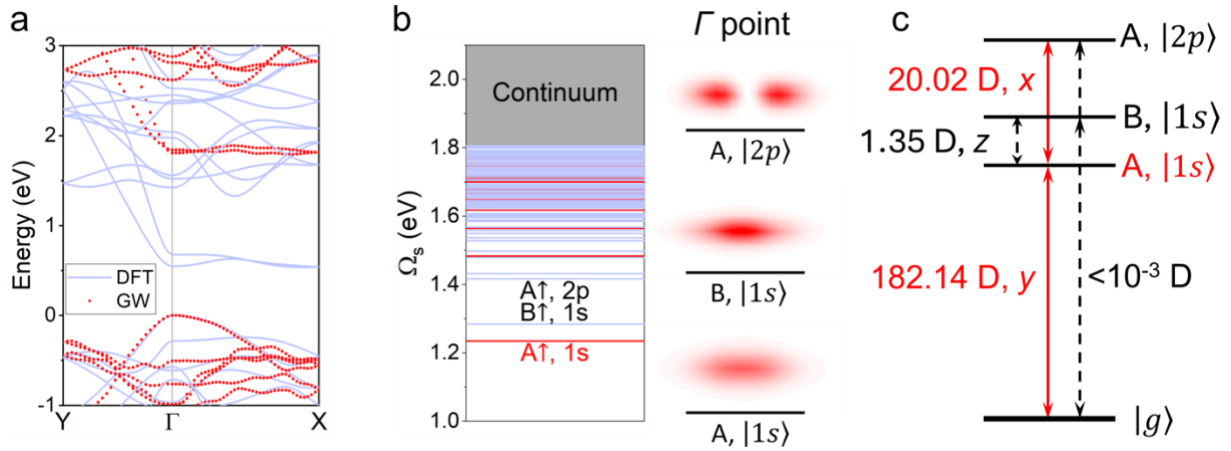 a
Energy (eV)
3
2
1
0
-1
Y
Γ
X
DFT
GW
b
Γ point
Ωs (eV)
2.0
1.8
1.6
1.4
1.2
1.0
Continuum
A↑, 2p
B↑, 1s
A↑, 1s
A, |2p⟩
B, |1s⟩
A, |1s⟩
c
A, |2p⟩
20.02 D, x
B, |1s⟩
1.35 D, z
A, |1s⟩
182.14 D, y
<10⁻³ D
|g⟩